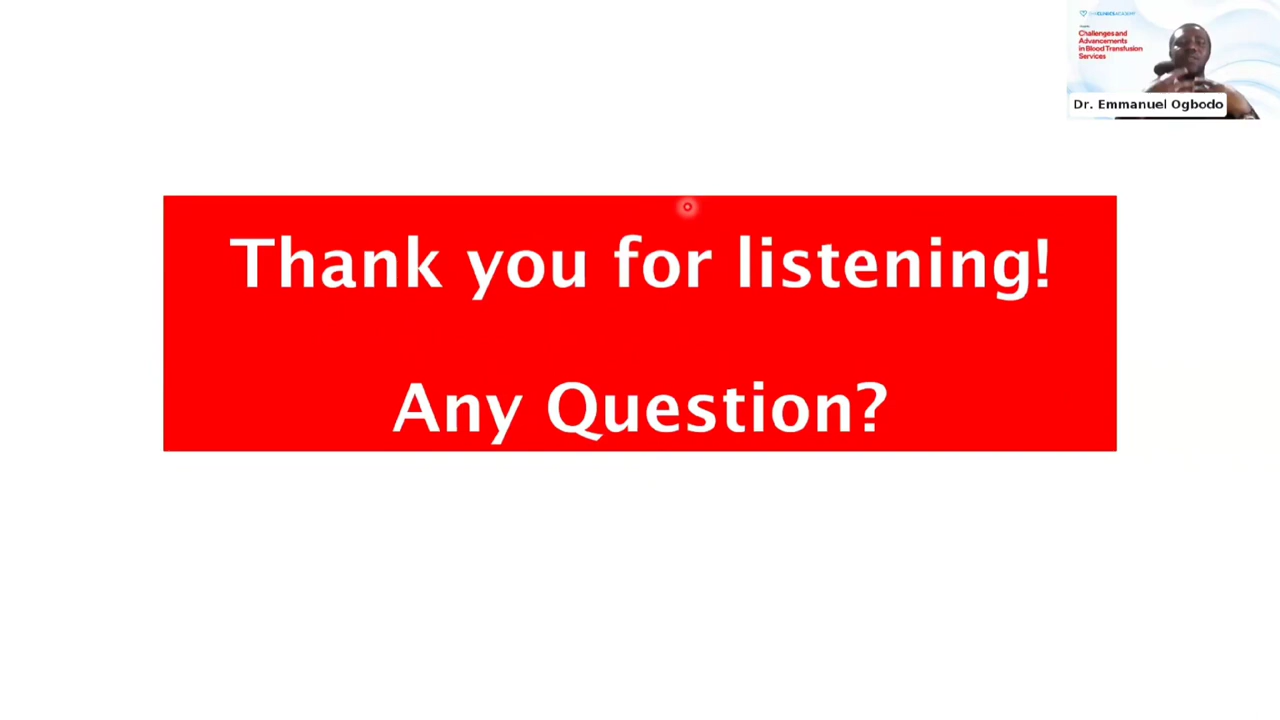 Challenges and
Advancements
in Blood Transfusion
Services
Dr. Emmanuel Ogbodo
Thank you for listening!
Any Question?